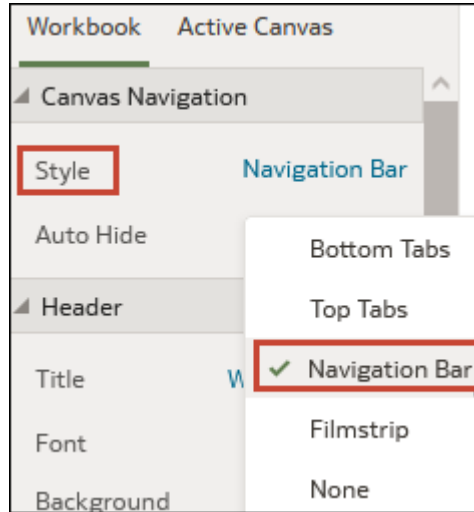 Workbook Active Canvas
Canvas Navigation
Style Navigation Bar
Auto Hide
Bottom Tabs
Header
Top Tabs
Title
Navigation Bar
Font
Filmstrip
Background
None